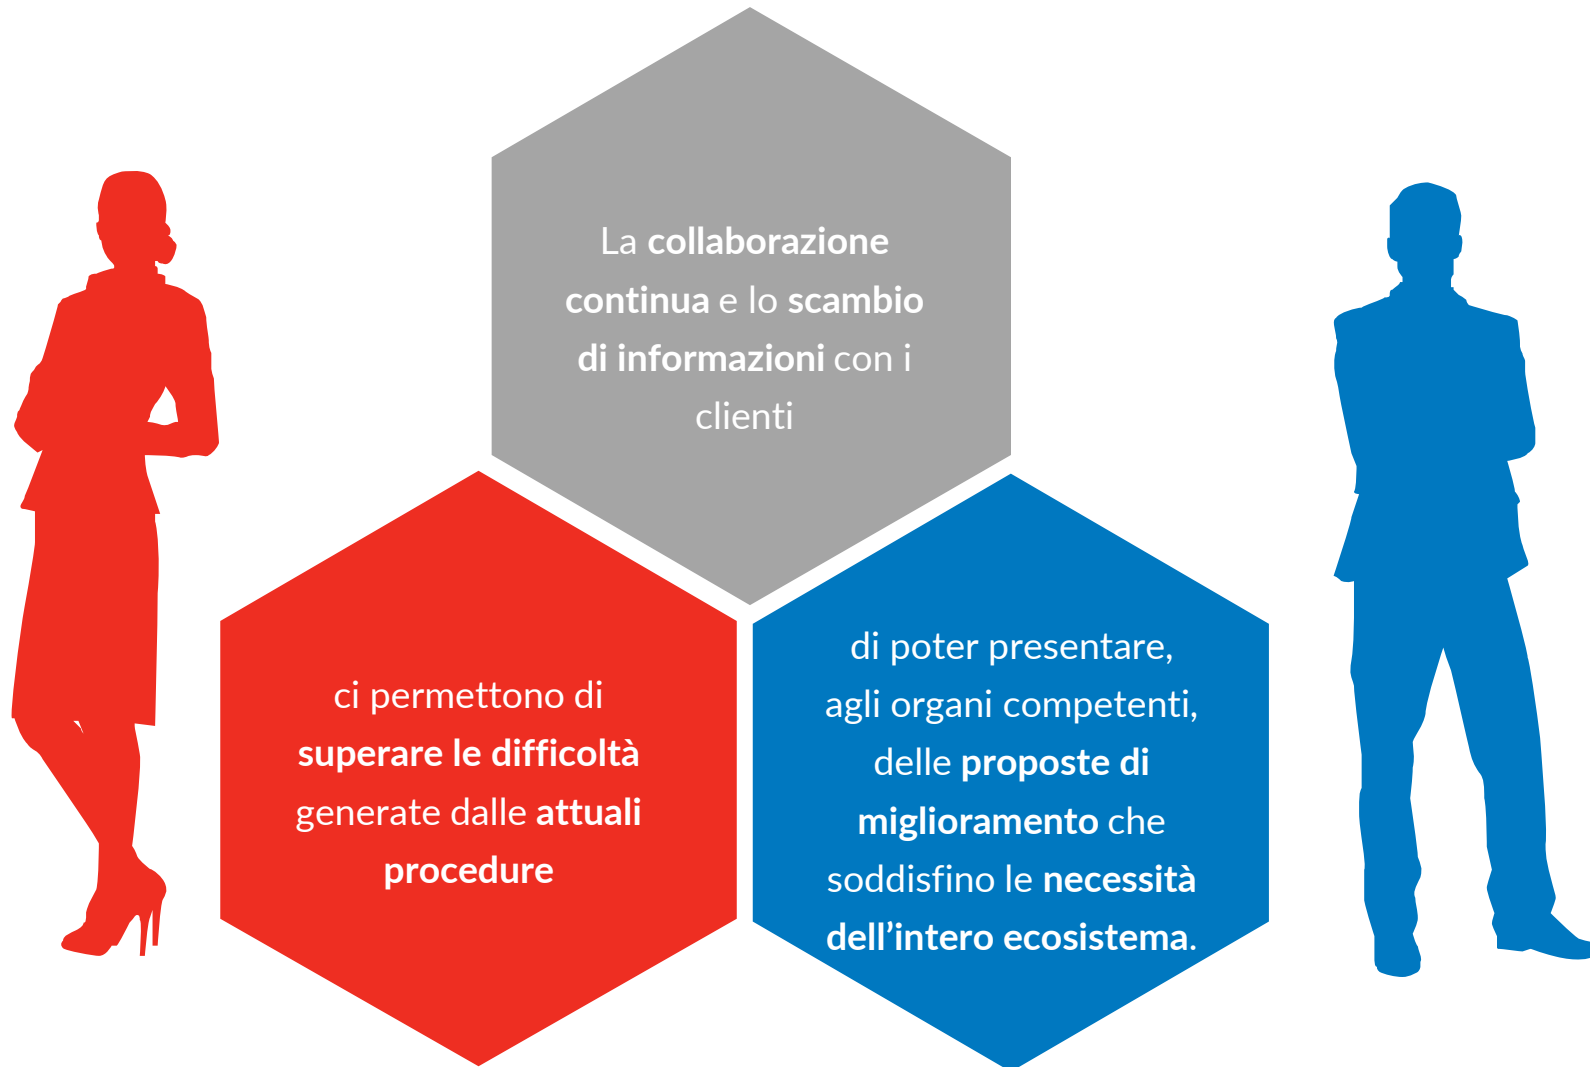 La collaborazione
continua e lo scambio
di informazioni con i
clienti
ci permettono di
superare le difficoltà
generate dalle attuali
procedure
di poter presentare,
agli organi competenti,
delle proposte di
miglioramento che
soddisfino le necessità
dell’intero ecosistema.